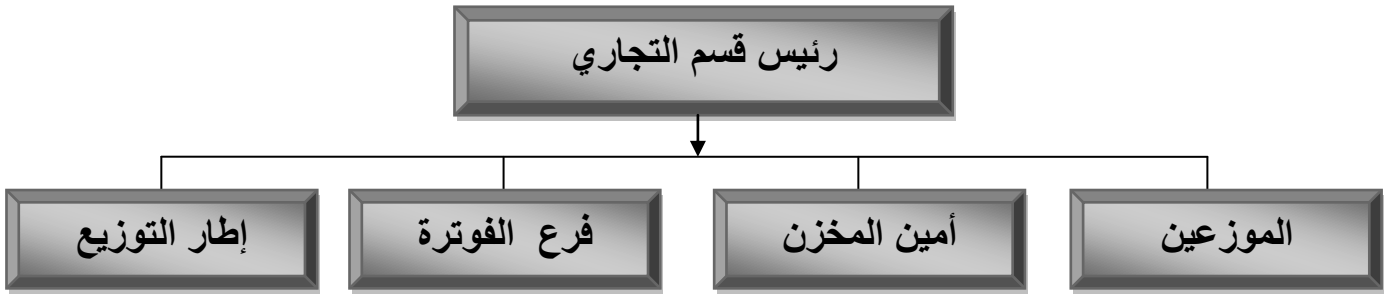 رئيس قسم التجاري
الموزعين
أمين المخزن
فرع الفوترة
إطار التوزيع